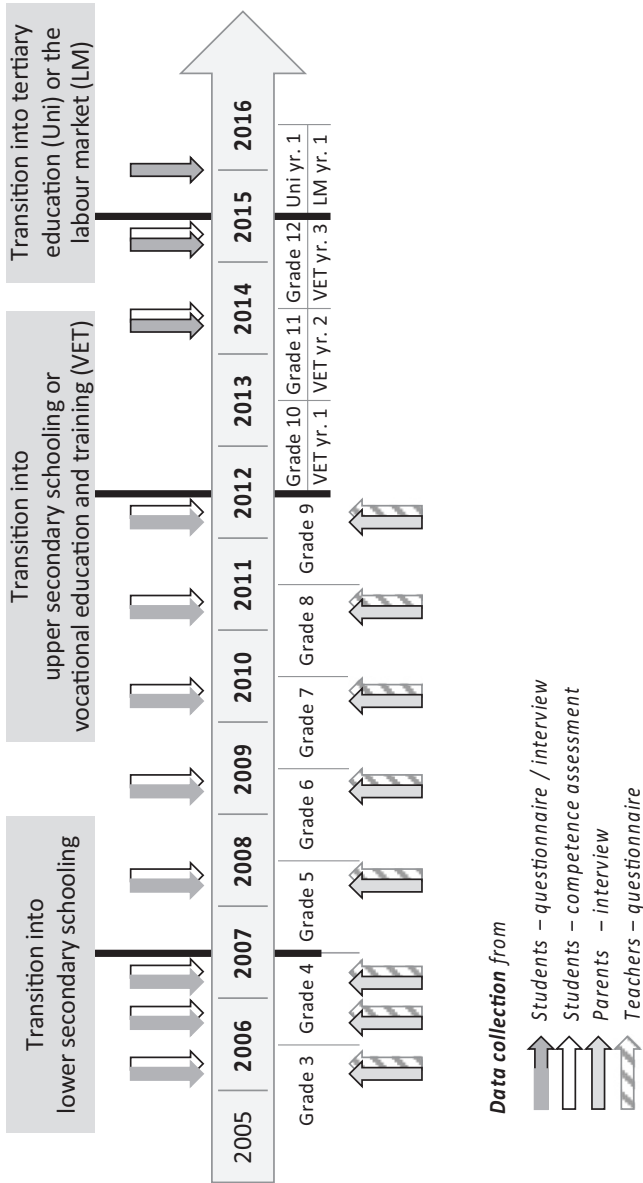 Transition into
lower secondary schooling
Transition into
upper secondary schooling or
vocational education and training (VET)
Transition into tertiary
education (Uni) or the
labour market (LM)
2005
2006
2007
2008
2009
2010
2011
2012
2013
2014
2015
2016
Grade 3
Grade 4
Grade 5
Grade 6
Grade 7
Grade 8
Grade 9
Grade 10
Grade 11
Grade 12
Uni yr. 1
VET yr. 1
VET yr. 2
VET yr. 3
LM yr. 1
Data collection from
Students – questionnaire / interview
Students – competence assessment
Parents – interview
Teachers – questionnaire